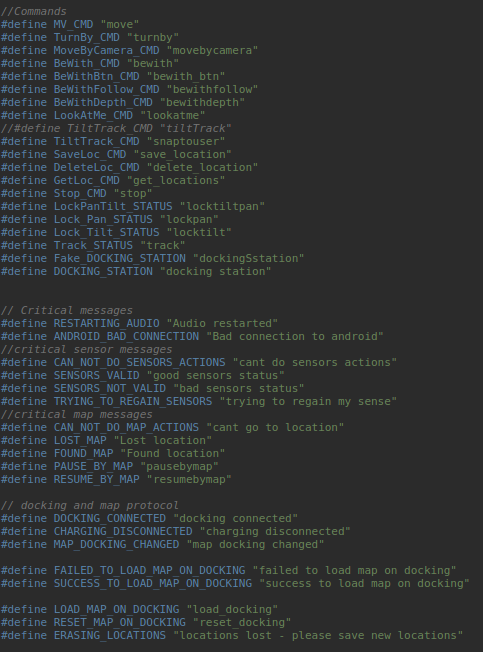 //Commands
#define MV_CMD "move"
#define TurnBy_CMD "turnby"
#define MoveByCamera_CMD "movebycamera"
#define BeWith_CMD "bewith"
#define BeWithBtn_CMD "bewith_btn"
#define BeWithFollow_CMD "bewithfollow"
#define BeWithDepth_CMD "bewithdepth"
#define LookAtMe_CMD "lookatme"
//#define TiltTrack_CMD "tiltTrack"
#define TiltTrack_CMD "snaptouser"
#define SaveLoc_CMD "save_location"
#define DeleteLoc_CMD "delete_location"
#define GetLoc_CMD "get_locations"
#define Stop_CMD "stop"
#define LockPanTilt_STATUS "locktiltpan"
#define Lock_Pan_STATUS "lockpan"
#define Lock_Tilt_STATUS "locktilt"
#define Track_STATUS "track"
#define Fake_DOCKING_STATION "dockingSstation"
#define DOCKING_STATION "docking station"
// Critical messages
#define RESTARTING_AUDIO "Audio restarted"
#define ANDROID_BAD_CONNECTION "Bad connection to android"
//critical sensor messages
#define CAN_NOT_DO_SENSORS_ACTIONS "cant do sensors actions"
#define SENSORS_VALID "good sensors status"
#define SENSORS_NOT_VALID "bad sensors status"
#define TRYING_TO_REGAIN_SENSORS "trying to regain my sense"
//critical map messages
#define CAN_NOT_DO_MAP_ACTIONS "cant go to location"
#define LOST_MAP "Lost location"
#define FOUND_MAP "Found location"
#define PAUSE_BY_MAP "pausebymap"
#define RESUME_BY_MAP "resumebymap"
// docking and map protocol
#define DOCKING_CONNECTED "docking connected"
#define CHARGING_DISCONNECTED "charging disconnected"
#define MAP_DOCKING_CHANGED "map docking changed"
#define FAILED_TO_LOAD_MAP_ON_DOCKING "failed to load map on docking"
#define SUCCESS_TO_LOAD_MAP_ON_DOCKING "success to load map on docking"
#define LOAD_MAP_ON_DOCKING "load_docking"
#define RESET_MAP_ON_DOCKING "reset_docking"
#define ERASING_LOCATIONS "locations lost - please save new locations"